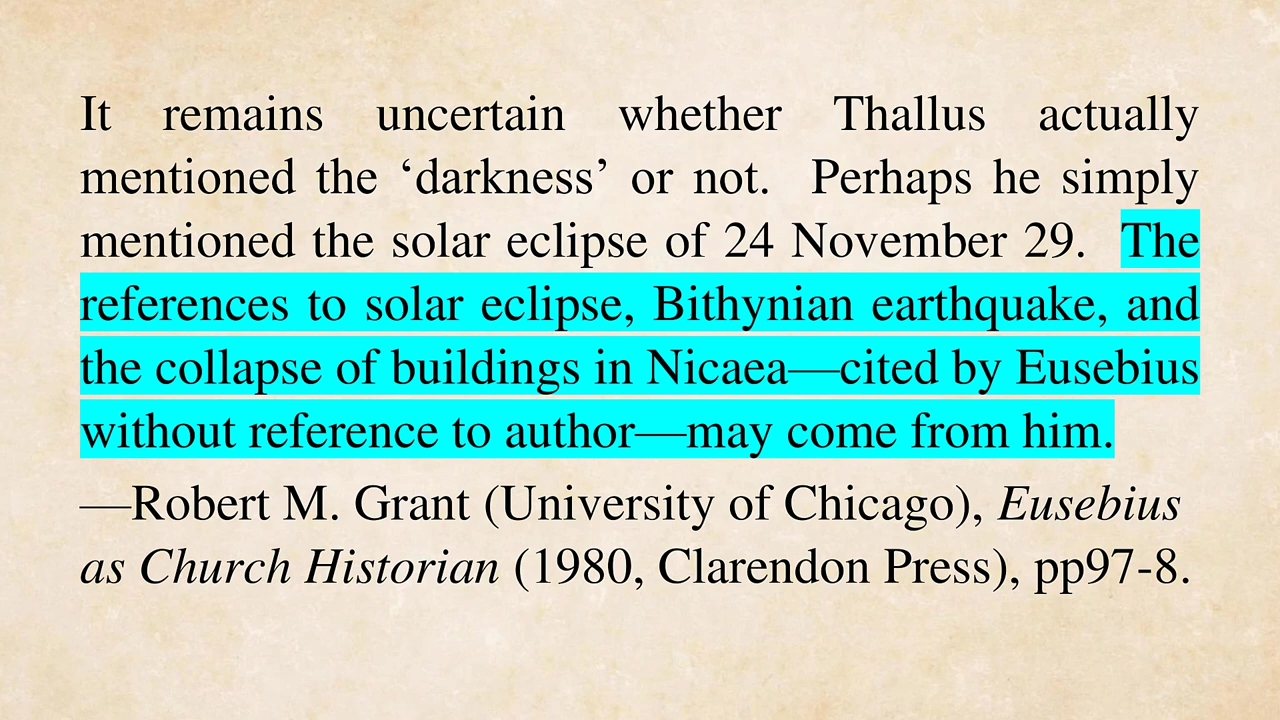 It remains uncertain whether Thallus actually
mentioned the ‘darkness’ or not.  Perhaps he simply
mentioned the solar eclipse of 24 November 29.  The
references to solar eclipse, Bithynian earthquake, and
the collapse of buildings in Nicaea—cited by Eusebius
without reference to author—may come from him.
—Robert M. Grant (University of Chicago), Eusebius
as Church Historian (1980, Clarendon Press), pp97-8.